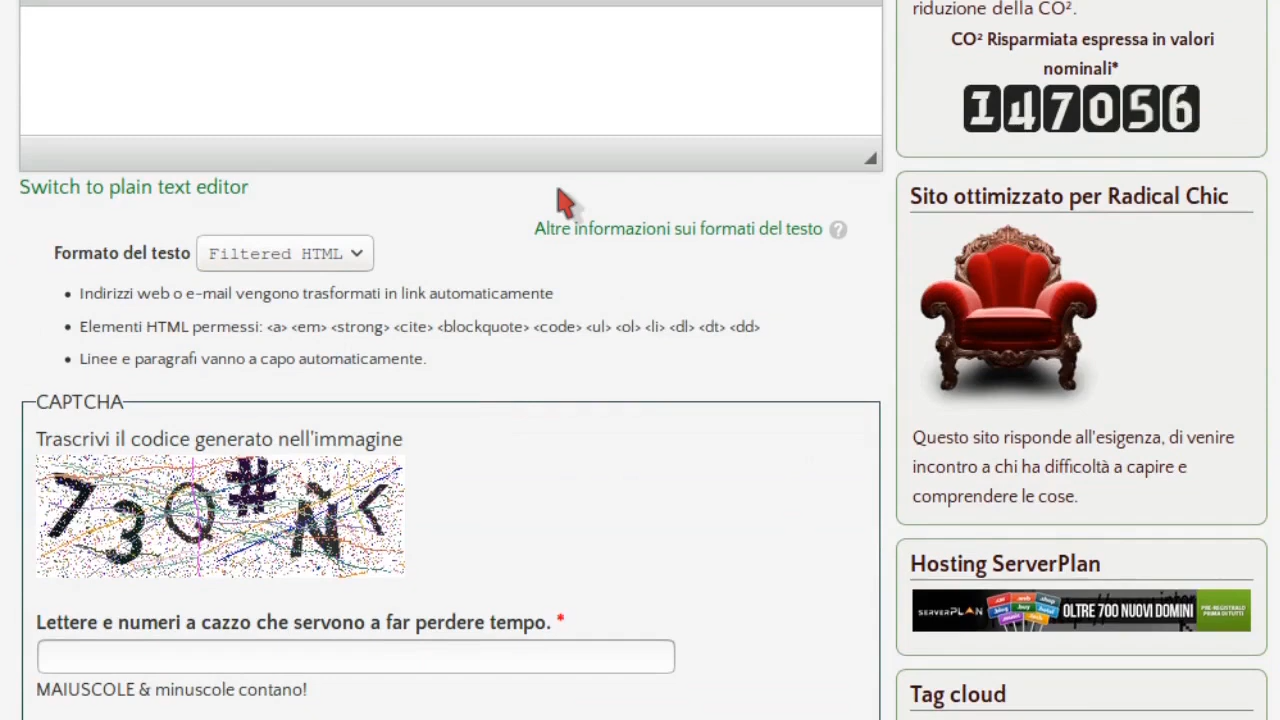 Switch to plain text editor
Altre informazioni sui formati del testo ?
Formato del testo Filtered HTML
• Indirizzi web o e-mail vengono trasformati in link automaticamente
• Elementi HTML permessi: <a> <em> <strong> <cite> <blockquote> <code> <ul> <ol> <li> <dl> <dt> <dd>
• Linee e paragrafi vanno a capo automaticamente.
CAPTCHA
Trascrivi il codice generato nell'immagine
Lettere e numeri a cazzo che servono a far perdere tempo. *
MAIUSCOLE & minuscole contano!
riduzione della CO².
CO² Risparmiata espressa in valori
nominali*
147056
Sito ottimizzato per Radical Chic
Questo sito risponde all'esigenza, di venire
incontro a chi ha difficoltà a capire e
comprendere le cose.
Hosting ServerPlan
SERVERPLAN OLTRE 700 NUOVI DOMINI PRE-REGISTRALO PRIMA DI TUTTI
Tag cloud